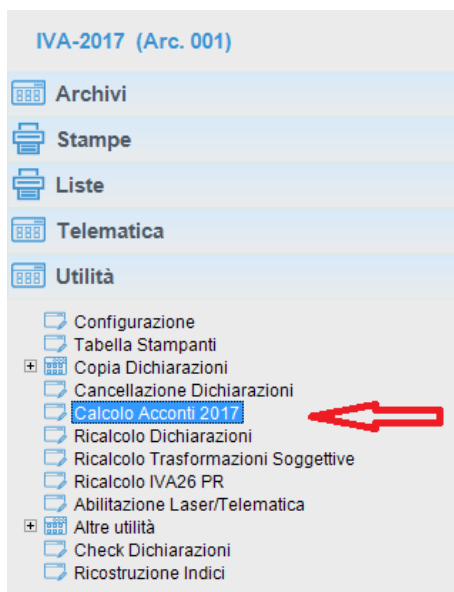 IVA-2017 (Arc. 001)
Archivi
Stampe
Liste
Telematica
Utilità
Configurazione
Tabella Stampanti
Copia Dichiarazioni
Cancellazione Dichiarazioni
Calcolo Acconti 2017
Ricalcolo Dichiarazioni
Ricalcolo Trasformazioni Soggettive
Ricalcolo IVA26 PR
Abilitazione Laser/Telematica
Altre utilità
Check Dichiarazioni
Ricostruzione Indici